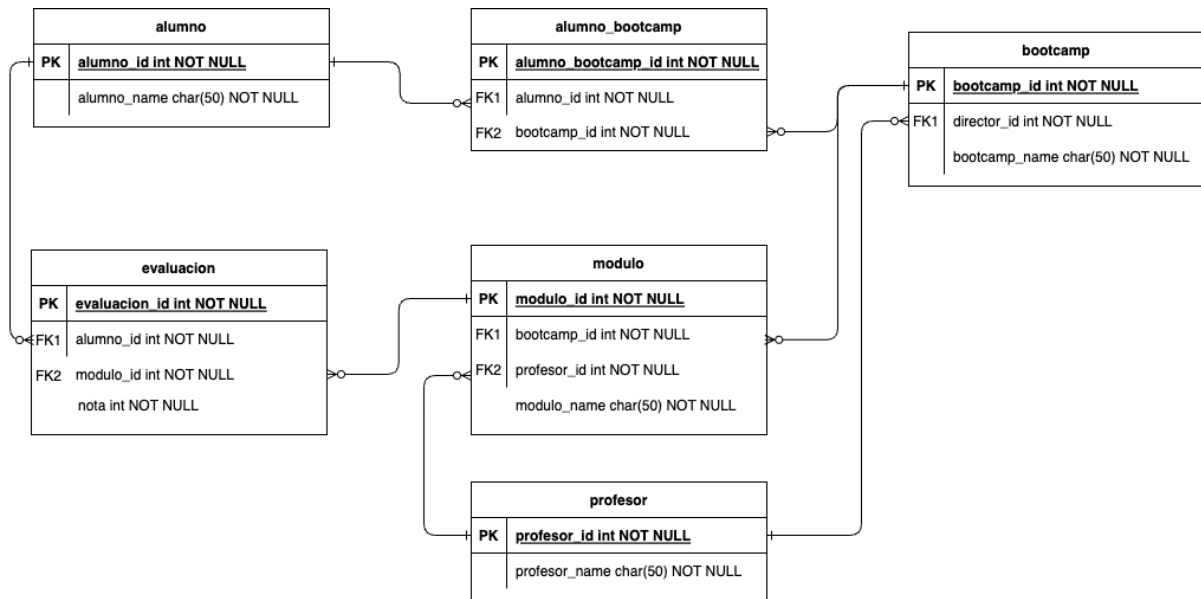 alumno
PK alumno_id int NOT NULL
alumno_name char(50) NOT NULL
alumno_bootcamp
PK alumno_bootcamp_id int NOT NULL
FK1 alumno_id int NOT NULL
FK2 bootcamp_id int NOT NULL
bootcamp
PK bootcamp_id int NOT NULL
FK1 director_id int NOT NULL
bootcamp_name char(50) NOT NULL
evaluacion
PK evaluacion_id int NOT NULL
FK1 alumno_id int NOT NULL
FK2 modulo_id int NOT NULL
nota int NOT NULL
modulo
PK modulo_id int NOT NULL
FK1 bootcamp_id int NOT NULL
FK2 profesor_id int NOT NULL
modulo_name char(50) NOT NULL
profesor
PK profesor_id int NOT NULL
profesor_name char(50) NOT NULL